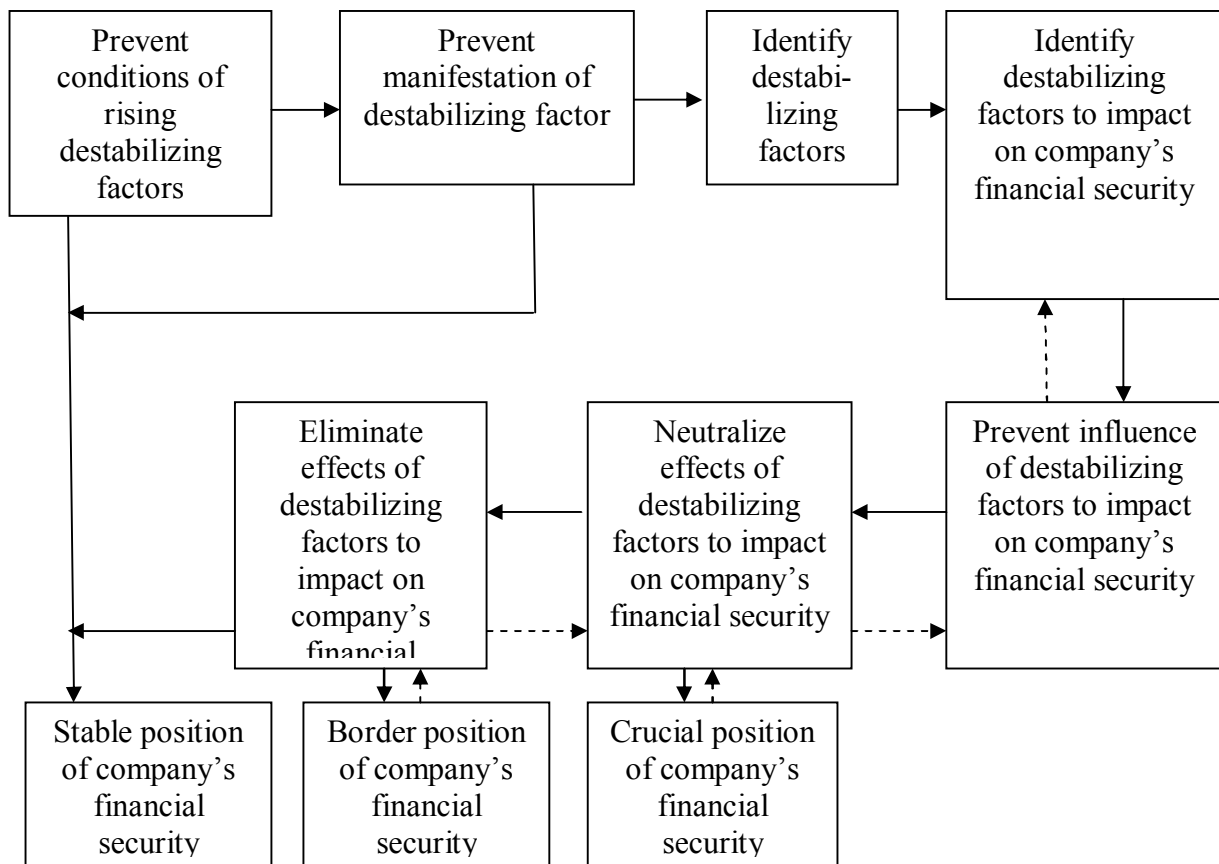 Prevent
conditions of
rising
destabilizing
factors
Prevent
manifestation of
destabilizing factor
Identify
destabi-
lizing
factors
Identify
destabilizing
factors to impact
on company’s
financial security
Eliminate
effects of
destabilizing
factors to
impact on
company’s
financial
Neutralize
effects of
destabilizing
factors to impact
on company’s
financial security
Prevent influence
of destabilizing
factors to impact
on company’s
financial security
Stable position
of company’s
financial
security
Border position
of company’s
financial
security
Crucial position
of company’s
financial
security